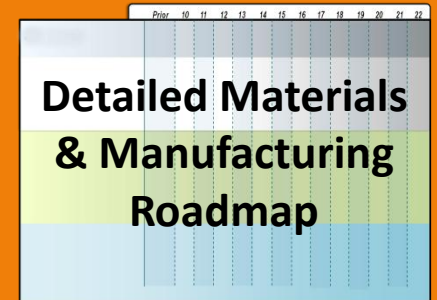 Prior 10 11 12 13 14 15 16 17 18 19 20 21 22
Detailed Materials
& Manufacturing
Roadmap